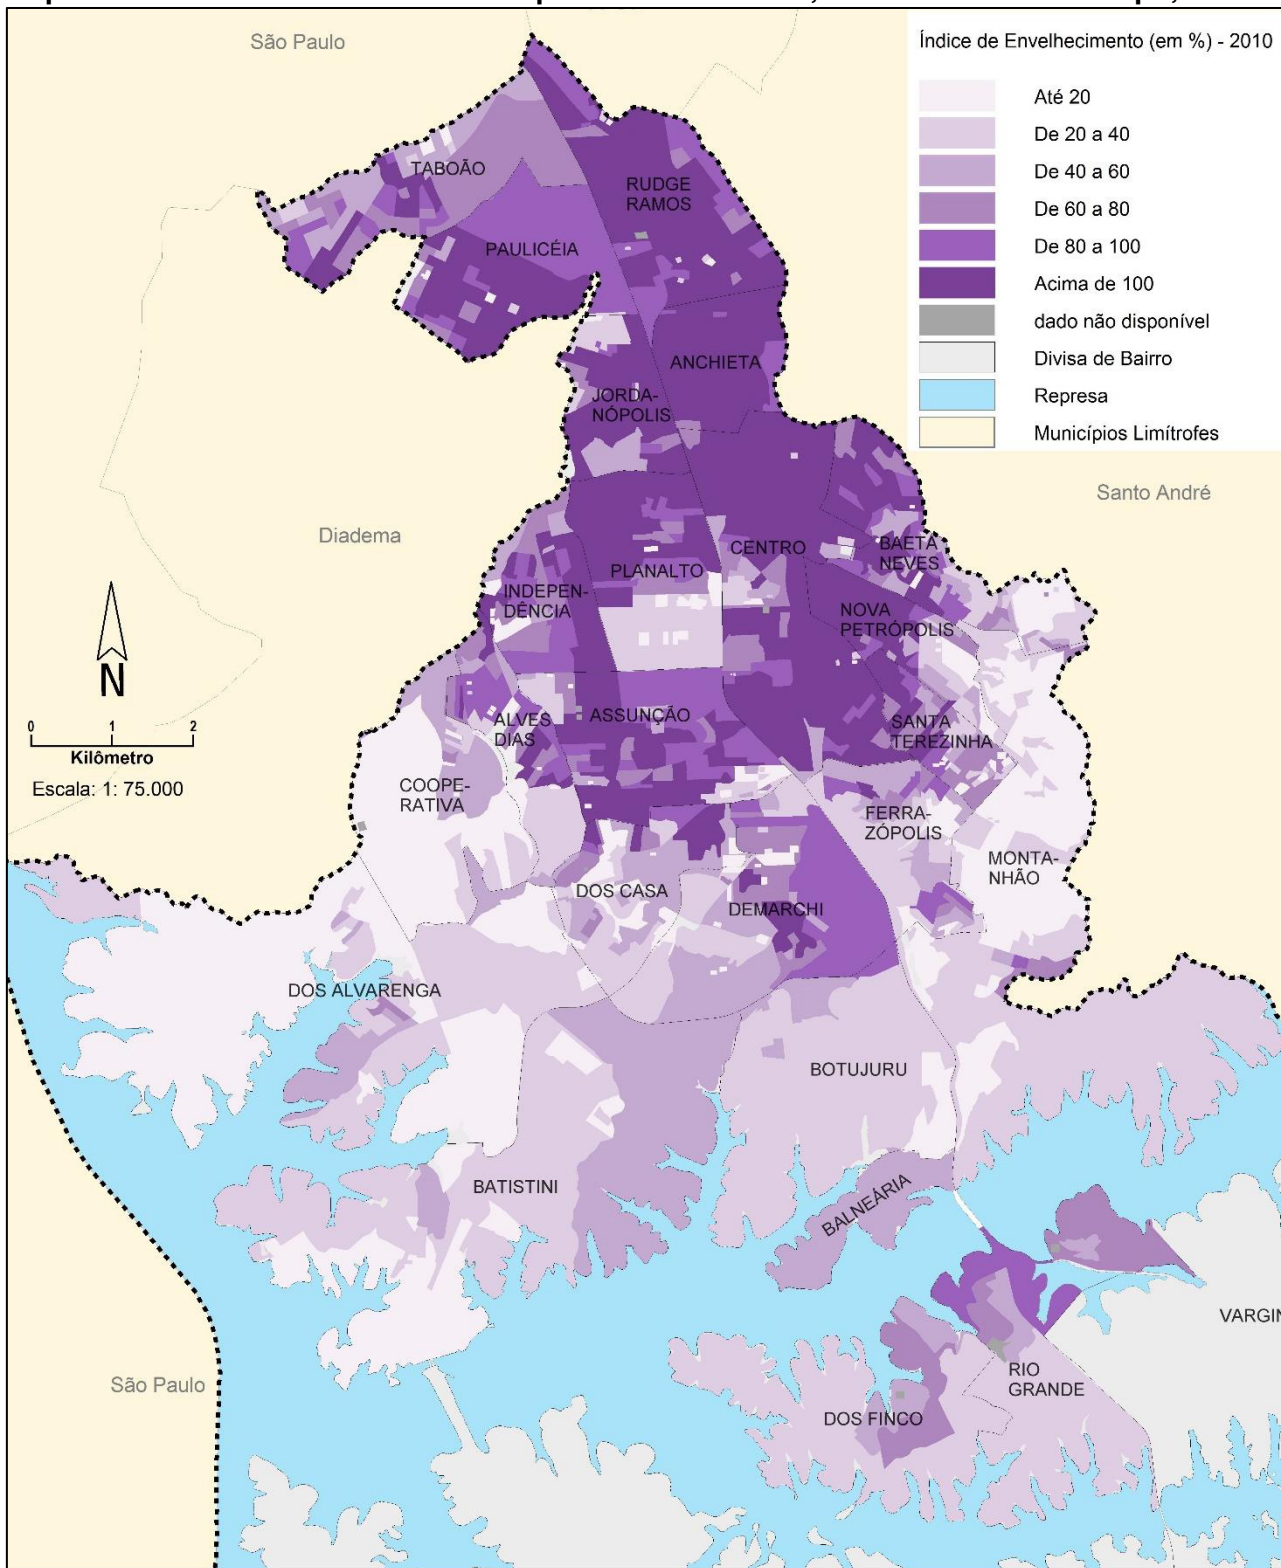 São Paulo
Índice de Envelhecimento (em %) - 2010
Até 20
De 20 a 40
De 40 a 60
De 60 a 80
De 80 a 100
Acima de 100
dado não disponível
Divisa de Bairro
Represa
Municípios Limítrofes
TABOÃO
RUDGE
RAMOS
PAULICÉIA
ANCHIETA
JORDA-
NÓPOLIS
Santo André
Diadema
CENTRO
BAETA
NEVES
PLANALTO
INDEPEN-
DÊNCIA
NOVA
PETRÓPOLIS
N
0 1 2
Kilômetro
Escala: 1: 75.000
ALVES
DIAS
ASSUNÇÃO
SANTA
TEREZINHA
COOPE-
RATIVA
FERRA-
ZÓPOLIS
MONTA-
NHÃO
DOS CASA
DEMARCHI
DOS ALVARENGA
BOTUJURU
BATISTINI
BALNEÁRIA
VARGIN
São Paulo
RIO
GRANDE
DOS FINCO